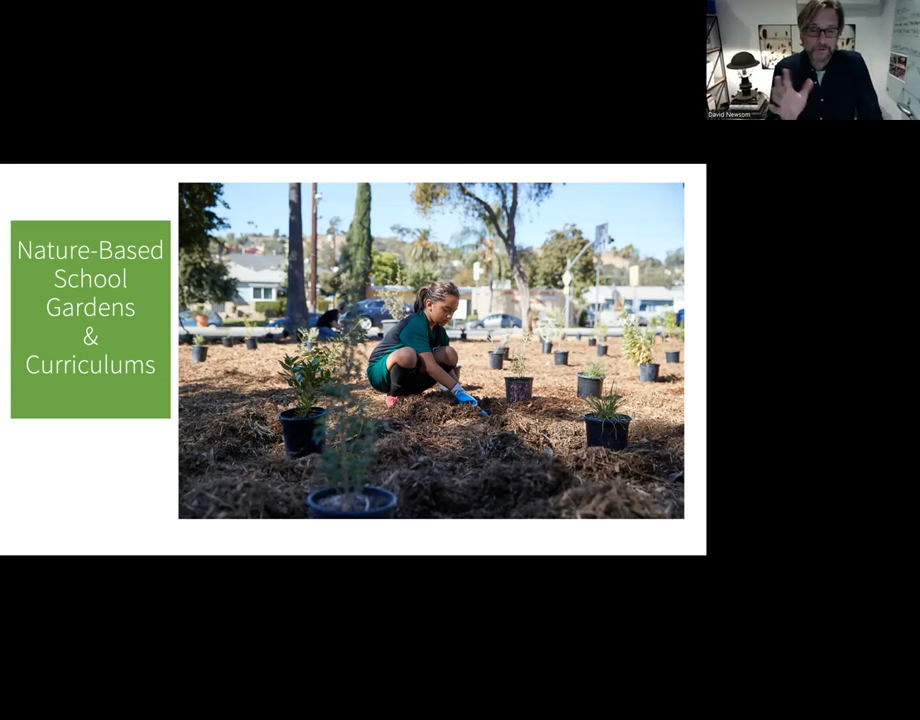 David Newsom
Nature-Based
School
Gardens
&
Curriculums